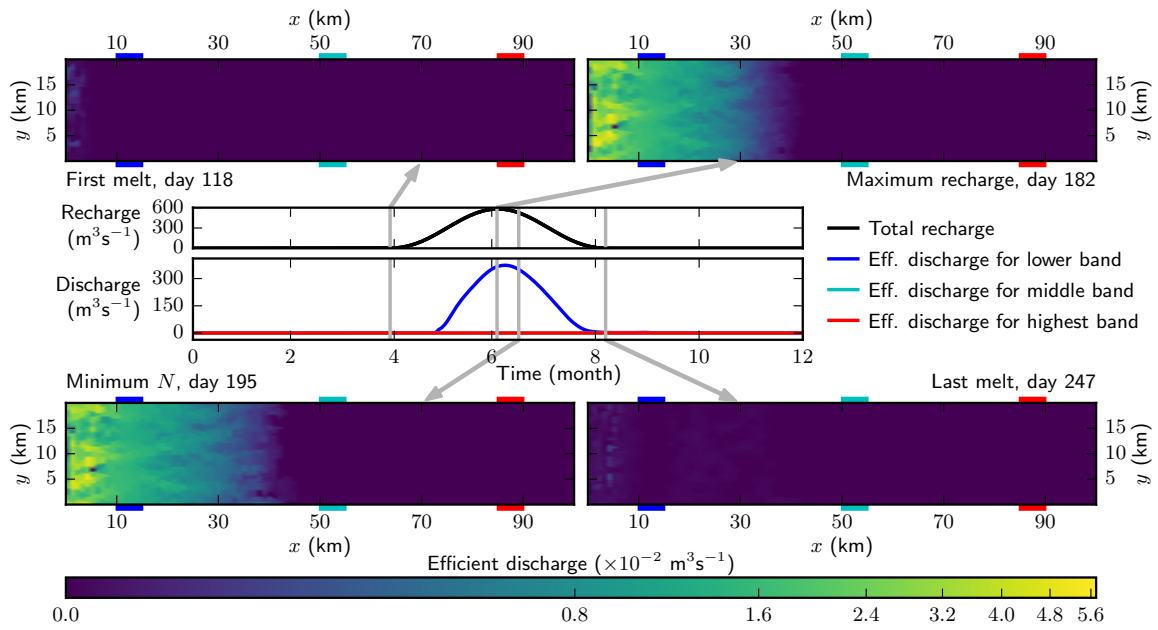 x (km) x (km)
10 30 50 70 90 10 30 50 70 90
y (km) 15 10 5 15 10 5 y (km)
First melt, day 118 Maximum recharge, day 182
Recharge (m³s⁻¹) 600 300 0
Discharge (m³s⁻¹) 300 150 0
0 2 4 6 8 10 12
Time (month)
Total recharge
Eff. discharge for lower band
Eff. discharge for middle band
Eff. discharge for highest band
Minimum N, day 195 Last melt, day 247
y (km) 15 10 5 15 10 5 y (km)
10 30 50 70 90 10 30 50 70 90
x (km) x (km)
Efficient discharge (×10⁻² m³s⁻¹)
0.0 0.8 1.6 2.4 3.2 4.0 4.8 5.6